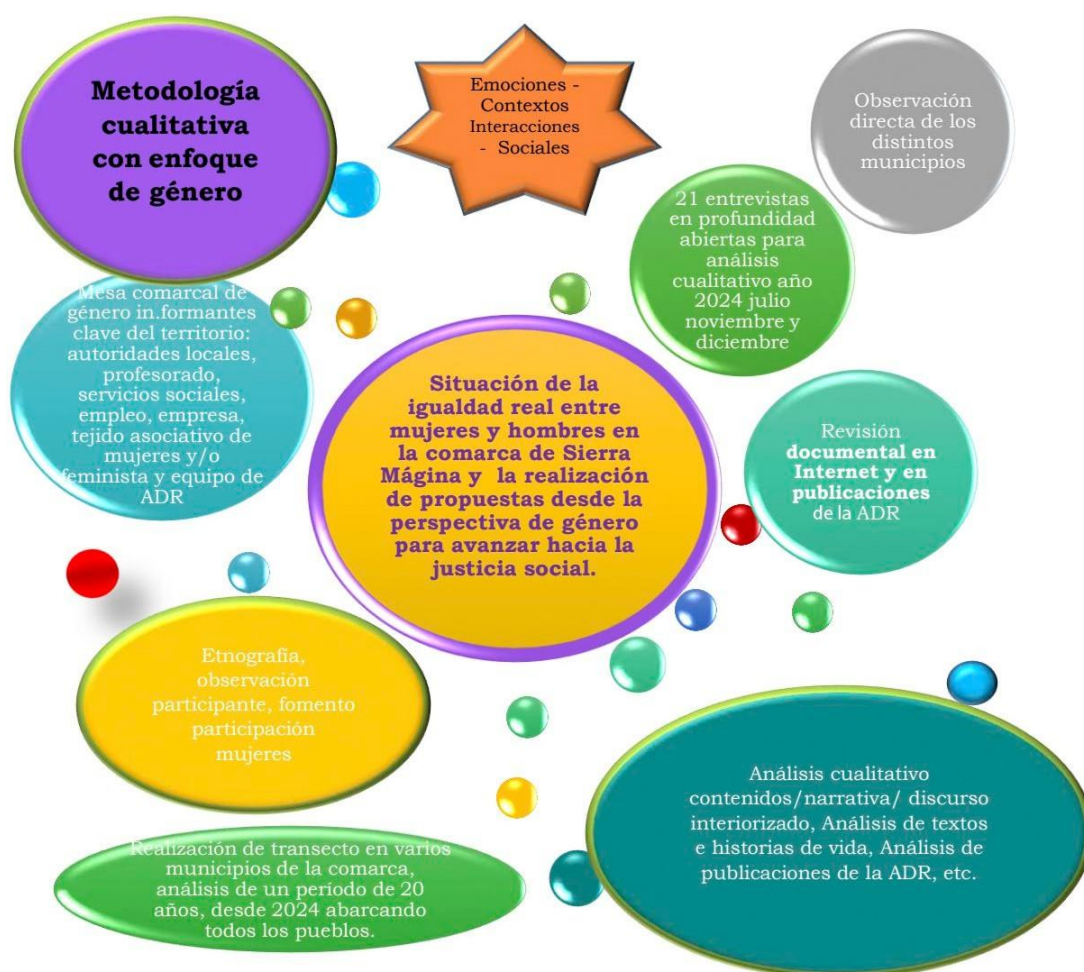 Metodología
cualitativa
con enfoque
de género
Emociones -
Contextos
Interacciones
- Sociales
Observación
directa de los
distintos
municipios
21 entrevistas
en profundidad
abiertas para
análisis
cualitativo año
2024 julio
noviembre y
diciembre
Mesa comarcal de
género in.formantes
clave del territorio:
autoridades locales,
profesorado,
servicios sociales,
empleo, empresa,
tejido asociativo de
mujeres y/o
feminista y equipo de
ADR
Situación de la
igualdad real entre
mujeres y hombres en
la comarca de Sierra
Mágina y la realización
de propuestas desde la
perspectiva de género
para avanzar hacia la
justicia social.
Revisión
documental en
Internet y en
publicaciones
de la ADR
Etnografía,
observación
participante, fomento
participación
mujeres
Análisis cualitativo
contenidos/narrativa/ discurso
interiorizado, Análisis de textos
e historias de vida, Análisis de
publicaciones de la ADR, etc.
Realización de transecto en varios
municipios de la comarca,
análisis de un período de 20
años, desde 2024 abarcando
todos los pueblos.